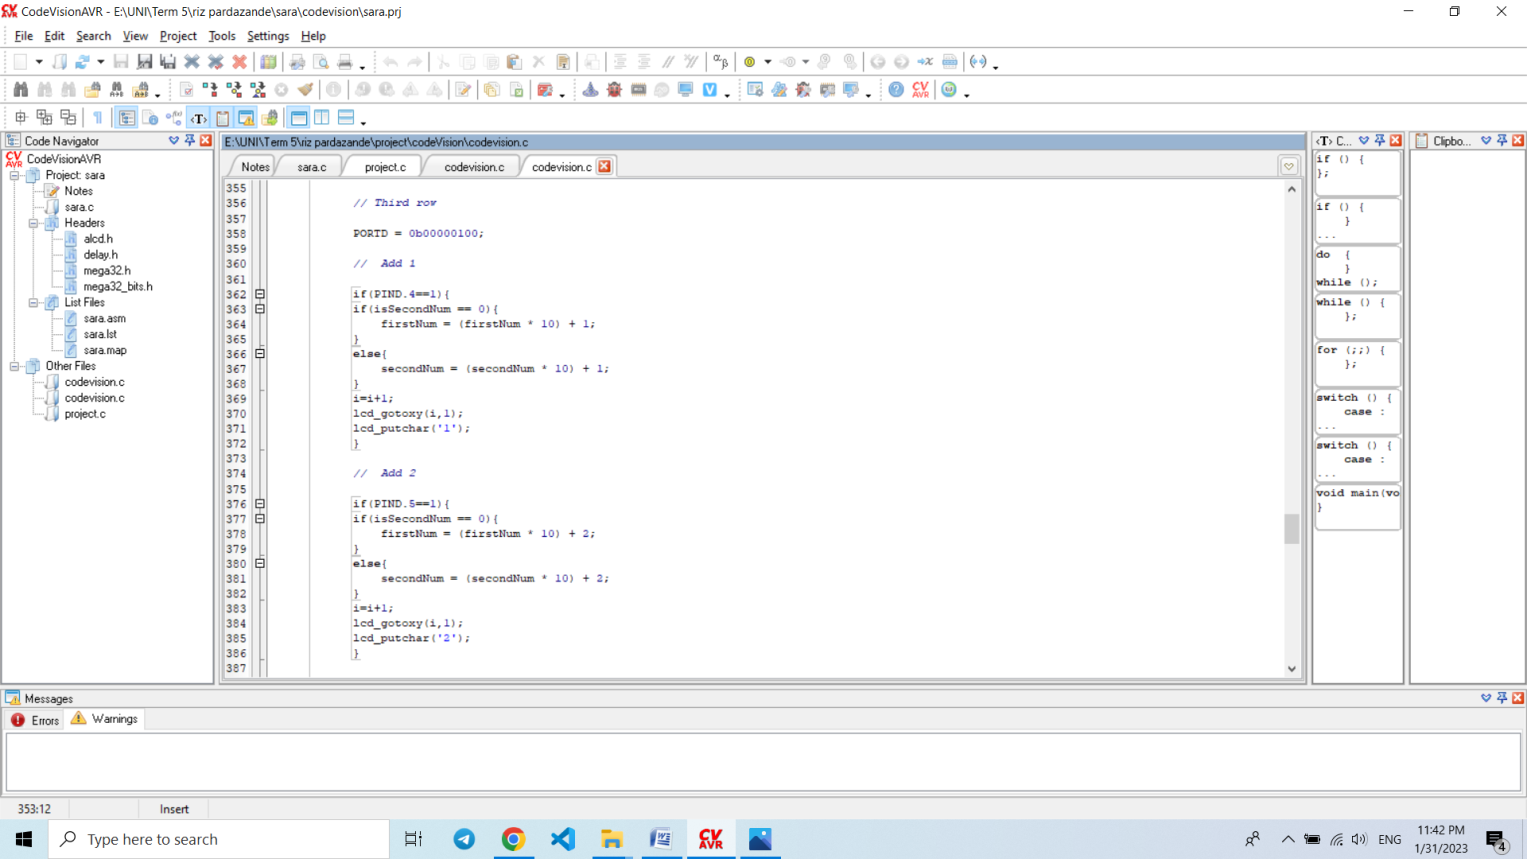 CodeVisionAVR - E:\UNI\Term 5\riz pardazande\sara\codevision\sara.prj
File Edit Search View Project Tools Settings Help
Code Navigator
CodeVisionAVR
Project: sara
Notes
sara.c
Headers
alcd.h
delay.h
mega32.h
mega32_bits.h
List Files
sara.asm
sara.lst
sara.map
Other Files
codevision.c
codevision.c
project.c
E:\UNI\Term 5\riz pardazande\project\codeVision\codevision.c
Notes sara.c project.c codevision.c codevision.c
355
356 // Third row
357
358 PORTD = 0b00000100;
359
360 //  Add 1
361
362 if(PIND.4==1){
363 if(isSecondNum == 0){
364 firstNum = (firstNum * 10) + 1;
365 }
366 else{
367 secondNum = (secondNum * 10) + 1;
368 }
369 i=i+1;
370 lcd_gotoxy(i,1);
371 lcd_putchar('1');
372 }
373
374 //  Add 2
375
376 if(PIND.5==1){
377 if(isSecondNum == 0){
378 firstNum = (firstNum * 10) + 2;
379 }
380 else{
381 secondNum = (secondNum * 10) + 2;
382 }
383 i=i+1;
384 lcd_gotoxy(i,1);
385 lcd_putchar('2');
386 }
387
<T> C...
if () {
};
if () {
}
...
do {
}
while ();
while () {
};
for (;;) {
};
switch () {
case :
...
switch () {
case :
...
void main(vo
}
Clipbo...
Messages
Errors Warnings
353:12 Insert
Type here to search
CV AVR
ENG
11:42 PM
1/31/2023
4